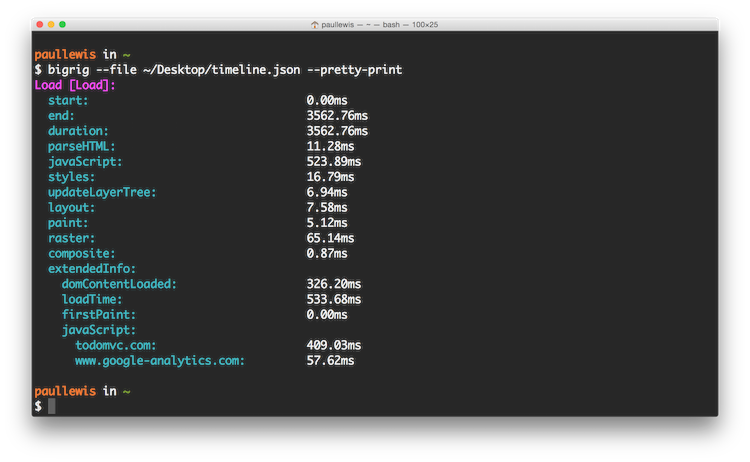 paullewis — ~ — bash — 100×25
paullewis in ~
$ bigrig --file ~/Desktop/timeline.json --pretty-print
Load [Load]:
start: 0.00ms
end: 3562.76ms
duration: 3562.76ms
parseHTML: 11.28ms
javaScript: 523.89ms
styles: 16.79ms
updateLayerTree: 6.94ms
layout: 7.58ms
paint: 5.12ms
raster: 65.14ms
composite: 0.87ms
extendedInfo:
domContentLoaded: 326.20ms
loadTime: 533.68ms
firstPaint: 0.00ms
javaScript:
todomvc.com: 409.03ms
www.google-analytics.com: 57.62ms
paullewis in ~
$